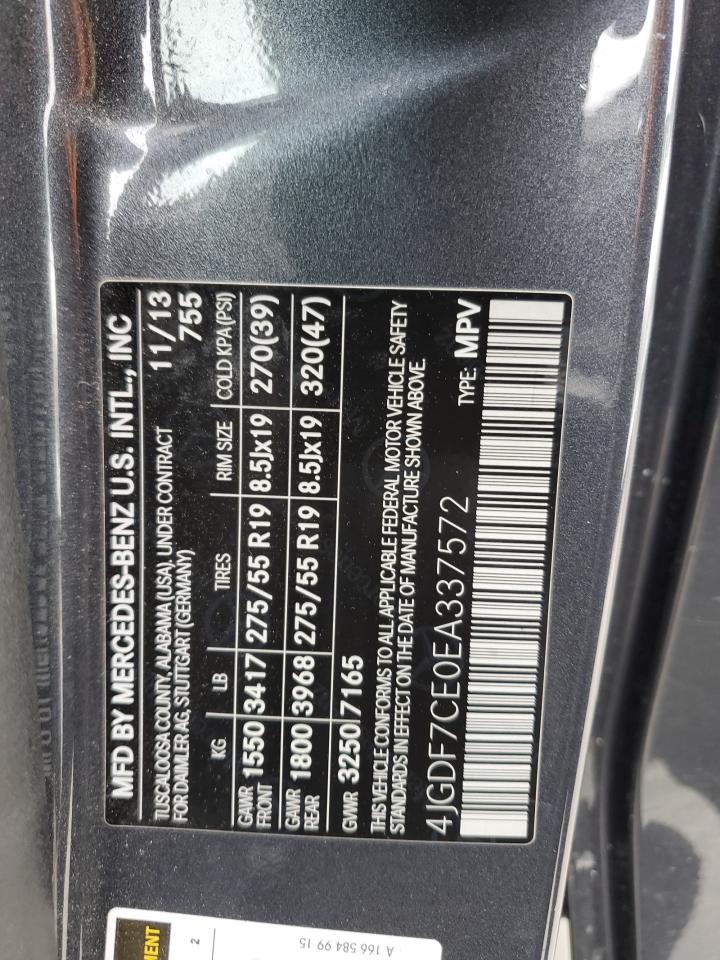 MFD BY MERCEDES-BENZ U.S. INTL., INC
TUSCALOOSA COUNTY, ALABAMA (USA), UNDER CONTRACT 11/13
FOR DAIMLER AG, STUTTGART (GERMANY) 755
KG LB TIRES RIM SIZE COLD KPA (PSI)
GAWR FRONT 1550 3417 275/55 R19 8.5Jx19 270(39)
GAWR REAR 1800 3968 275/55 R19 8.5Jx19 320(47)
GVWR 3250 7165
THIS VEHICLE CONFORMS TO ALL APPLICABLE FEDERAL MOTOR VEHICLE SAFETY
STANDARDS IN EFFECT ON THE DATE OF MANUFACTURE SHOWN ABOVE.
4JGDF7CE0EA337572 TYPE: MPV
2
A 166 584 99 15